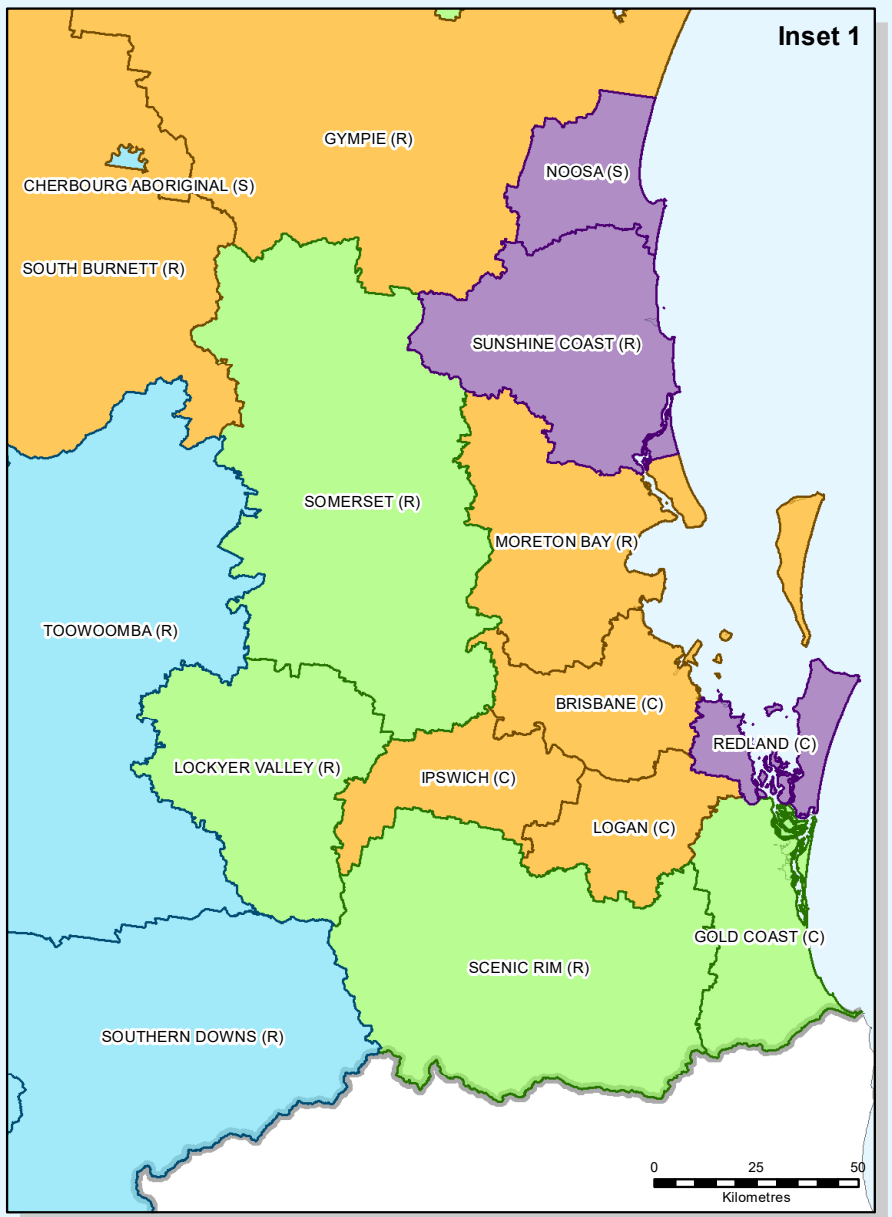 Inset 1
GYMPIE (R)
NOOSA (S)
CHERBOURG ABORIGINAL (S)
SOUTH BURNETT (R)
SUNSHINE COAST (R)
SOMERSET (R)
MORETON BAY (R)
TOOWOOMBA (R)
BRISBANE (C)
REDLAND (C)
LOCKYER VALLEY (R)
IPSWICH (C)
LOGAN (C)
GOLD COAST (C)
SCENIC RIM (R)
SOUTHERN DOWNS (R)
0 25 50
Kilometres